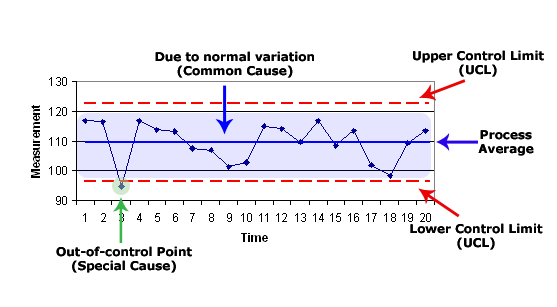 Due to normal variation
(Common Cause)
Upper Control Limit
(UCL)
130
120
110
100
90
Measurement
Process
Average
1 2 3 4 5 6 7 8 9 10 11 12 13 14 15 16 17 18 19 20
Time
Out-of-control Point
(Special Cause)
Lower Control Limit
(UCL)